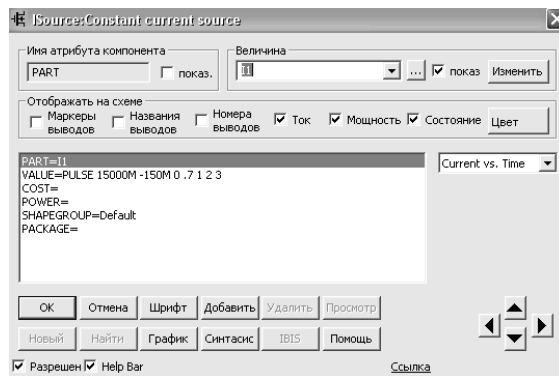 ISource:Constant current source
Имя атрибута компонента
PART
показ.
Величина
I1
...
показ
Изменить
Отображать на схеме
Маркеры выводов
Названия выводов
Номера выводов
Ток
Мощность
Состояние
Цвет
PART=I1
VALUE=PULSE 15000M -150M 0 .7 1 2 3
COST=
POWER=
SHAPEGROUP=Default
PACKAGE=
Current vs. Time
OK
Отмена
Шрифт
Добавить
Удалить
Просмотр
Новый
Найти
График
Синтасис
IBIS
Помощь
Разрешен
Help Bar
Ссылка